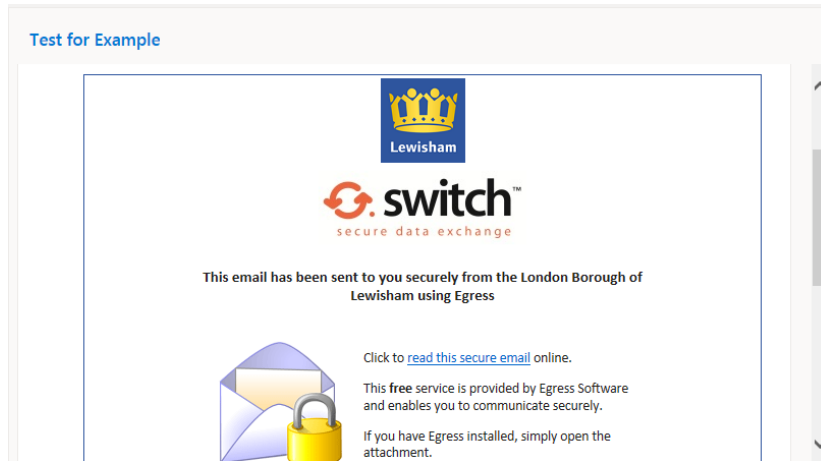 Test for Example
Lewisham
switch™
secure data exchange
This email has been sent to you securely from the London Borough of
Lewisham using Egress
Click to read this secure email online.
This free service is provided by Egress Software
and enables you to communicate securely.
If you have Egress installed, simply open the
attachment.